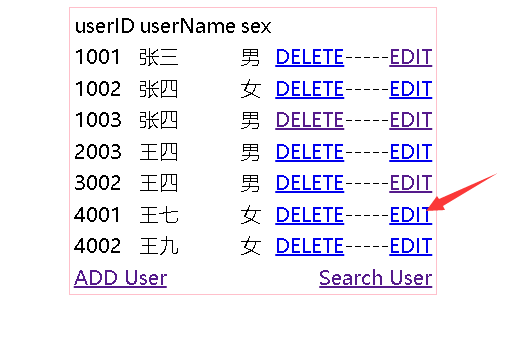 userID userName sex
1001 张三 男 DELETE-----EDIT
1002 张四 女 DELETE-----EDIT
1003 张四 男 DELETE-----EDIT
2003 王四 男 DELETE-----EDIT
3002 王四 男 DELETE-----EDIT
4001 王七 女 DELETE-----EDIT
4002 王九 女 DELETE-----EDIT
ADD User Search User